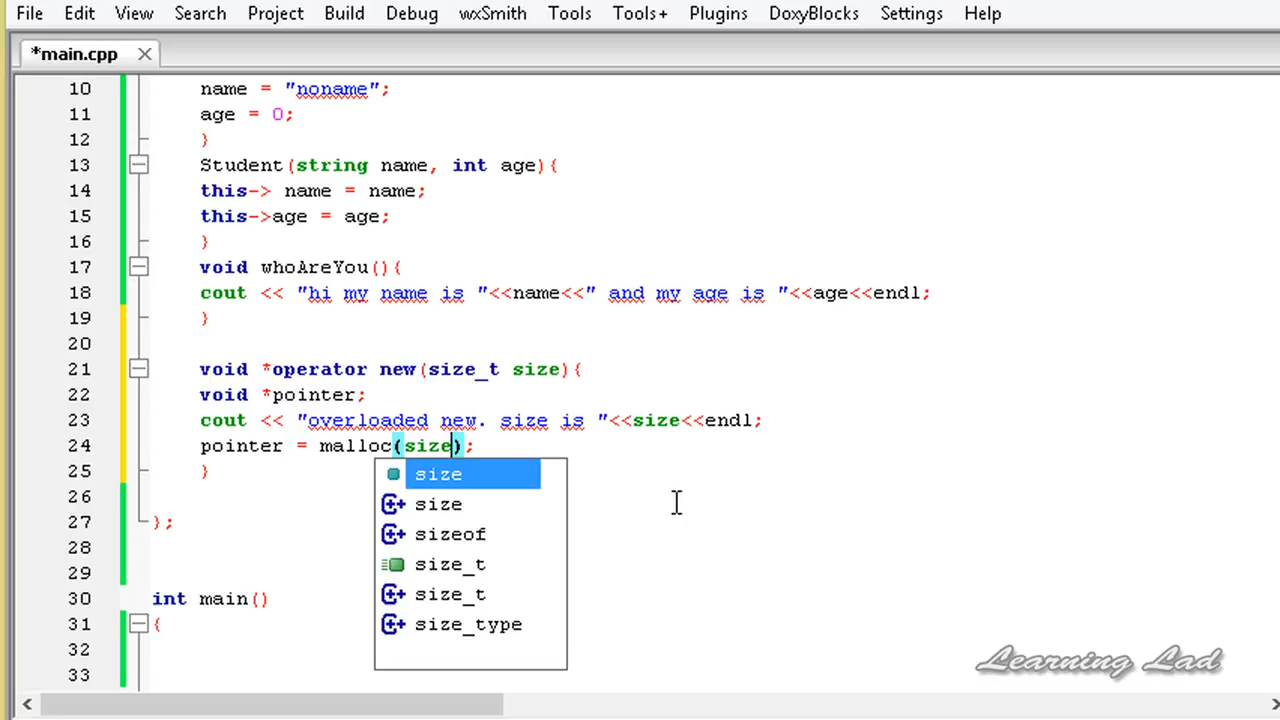 File Edit View Search Project Build Debug wxSmith Tools Tools+ Plugins DoxyBlocks Settings Help
*main.cpp
10 name = "noname";
11 age = 0;
12 }
13 Student(string name, int age){
14 this-> name = name;
15 this->age = age;
16 }
17 void whoAreYou(){
18 cout << "hi my name is "<<name<<" and my age is "<<age<<endl;
19 }
20
21 void *operator new(size_t size){
22 void *pointer;
23 cout << "overloaded new. size is "<<size<<endl;
24 pointer = malloc(size);
25 }
size
26
size
27 };
sizeof
28
size_t
29
size_t
30 int main()
size_type
31 {
32
33
Learning Lad